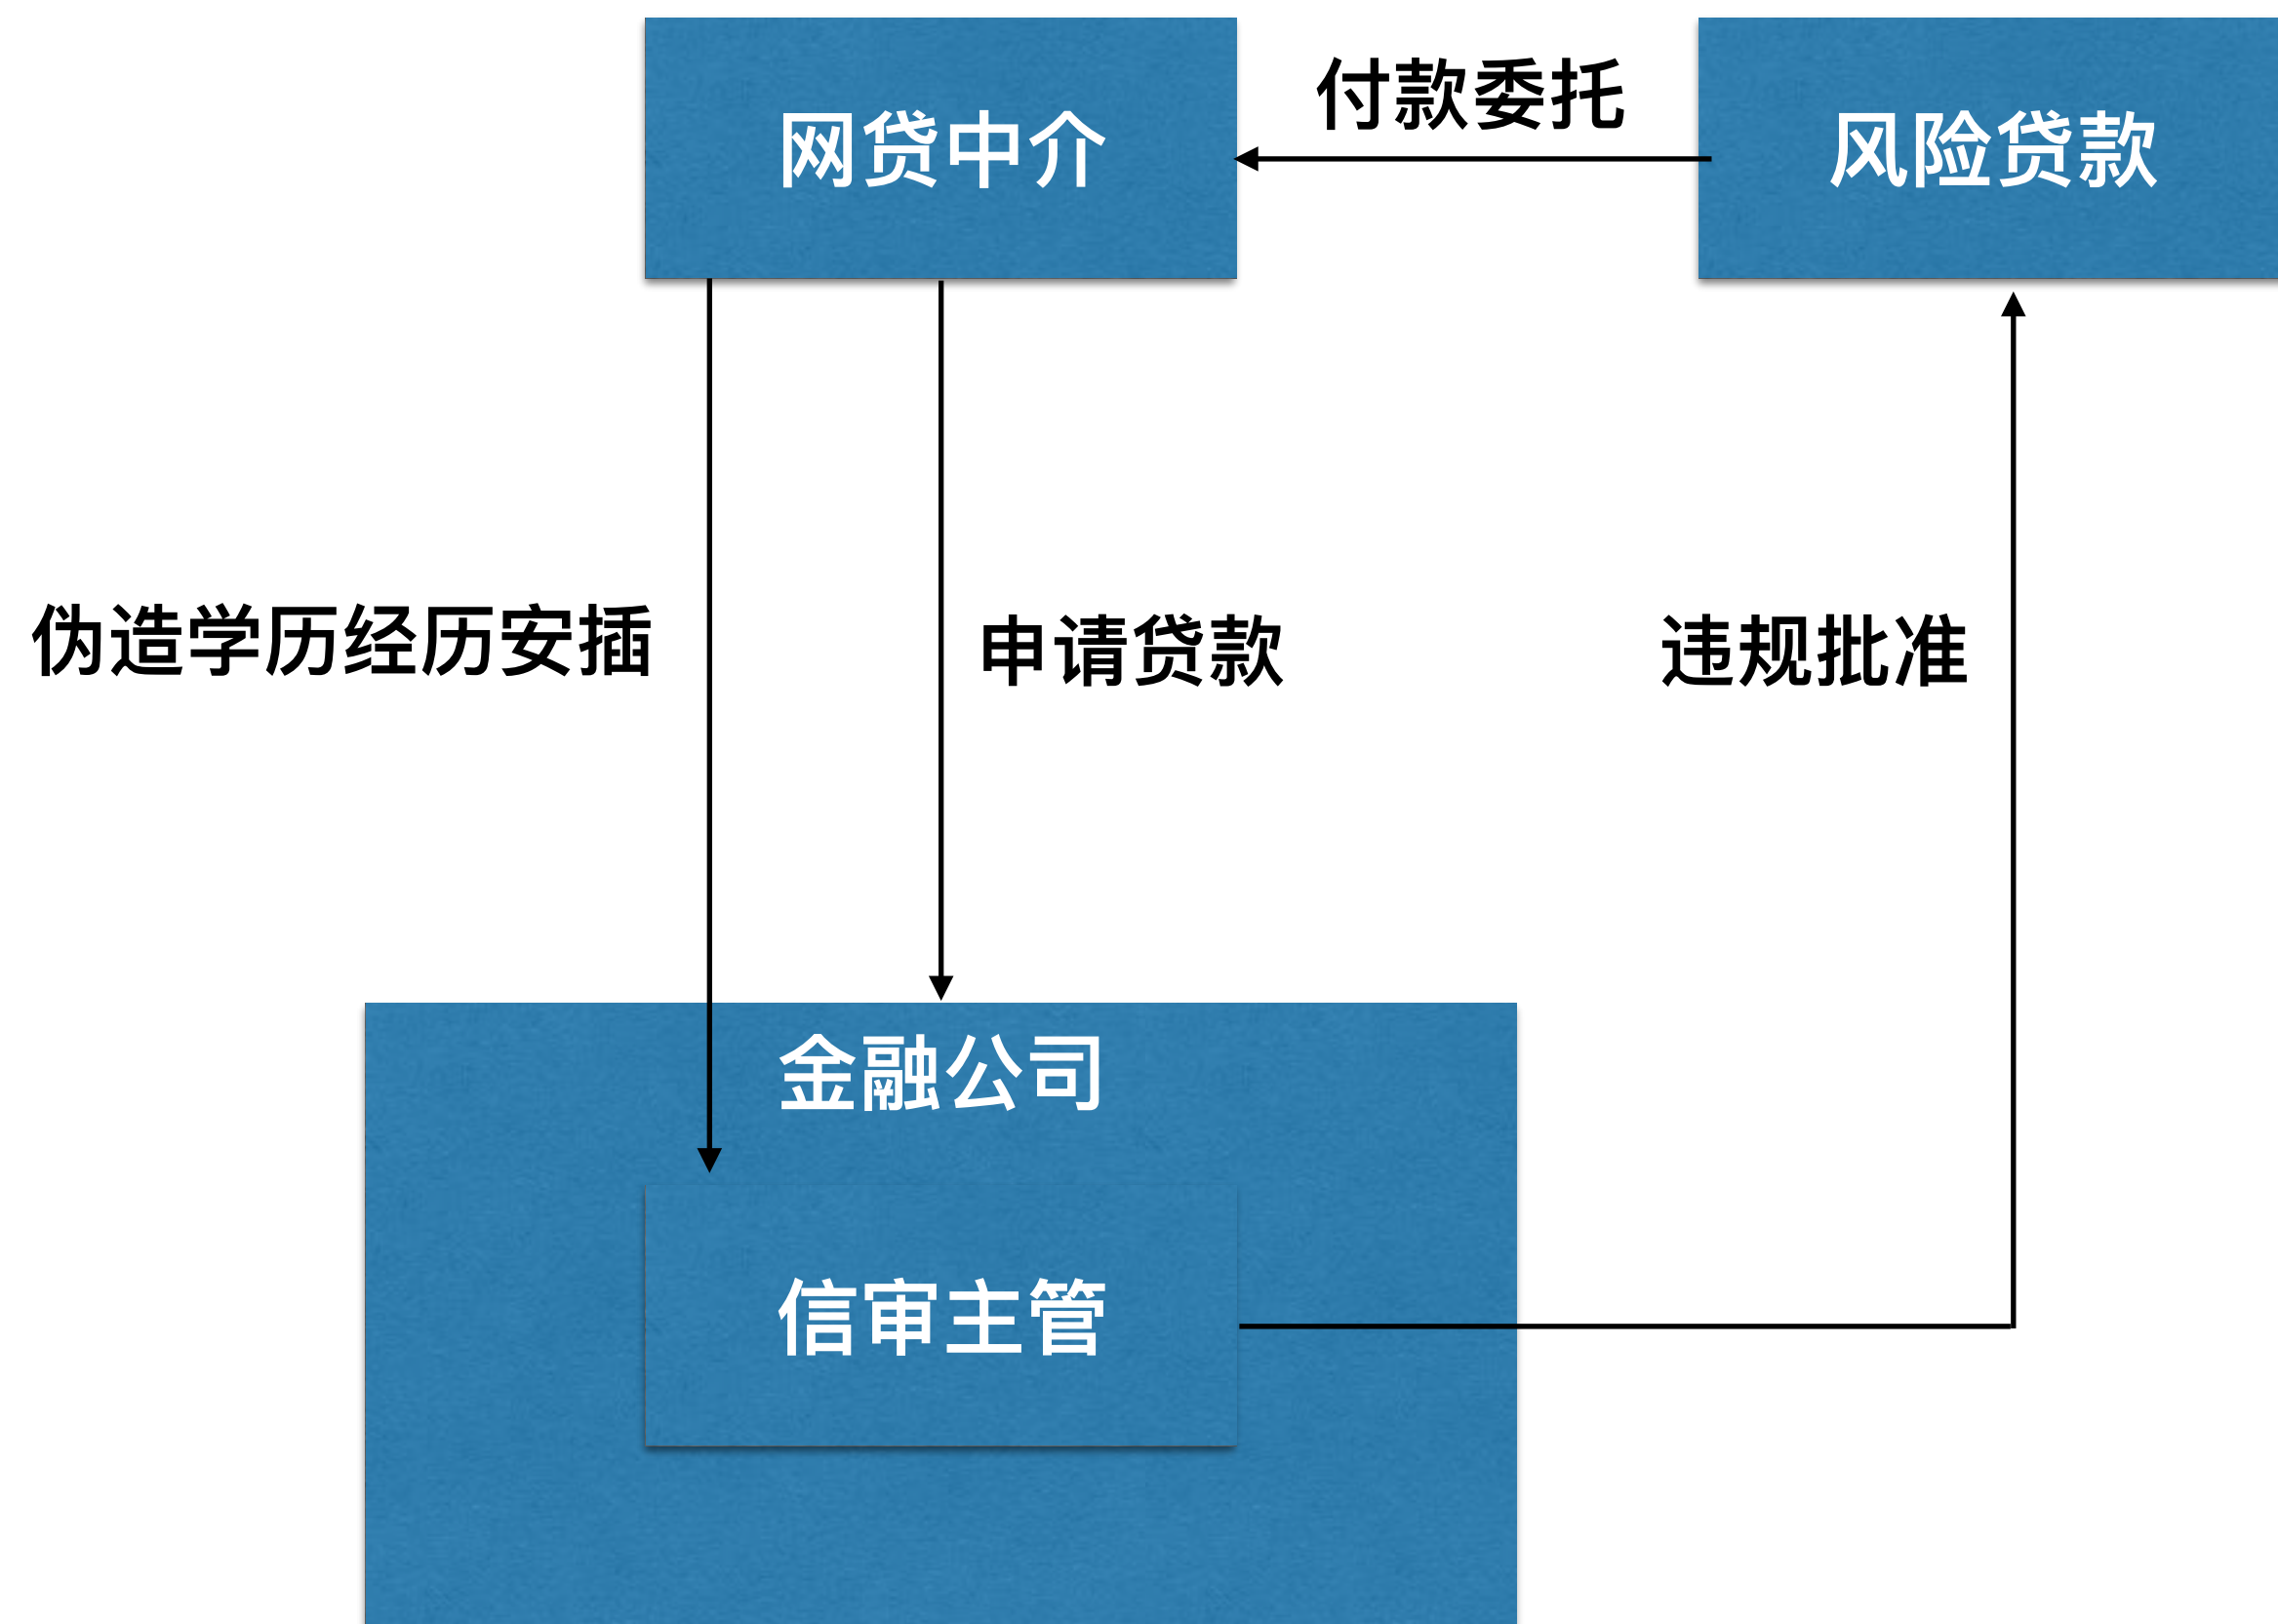 付款委托
网贷中介
风险贷款
伪造学历经历安插
申请贷款
违规批准
金融公司
信审主管